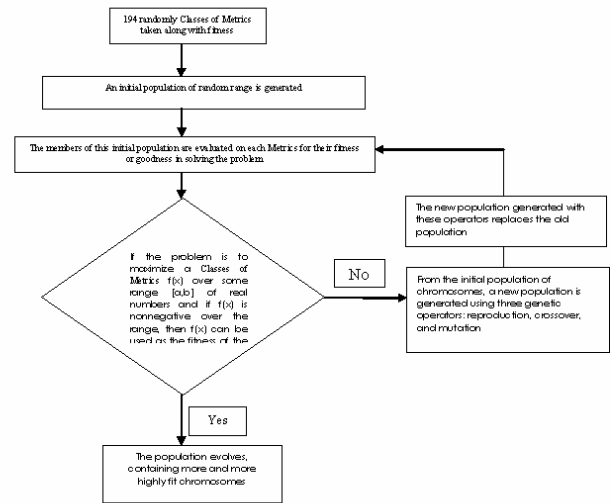 194 randomly Classes of Metrics
taken along with fitness
An initial population of random range is generated
The members of this initial population are evaluated on each Metrics for their fitness
or goodness in solving the problem
The new population generated with
these operators replaces the old
population
If the problem is to
maximize a Classes of
Metrics f(x) over some
range [a,b] of real
numbers and if f(x) is
nonnegative over the
range, then f(x) can be
used as the fitness of the
No
From the initial population of
chromosomes, a new population is
generated using three genetic
operators: reproduction, crossover,
and mutation
Yes
The population evolves,
containing more and more
highly fit chromosomes